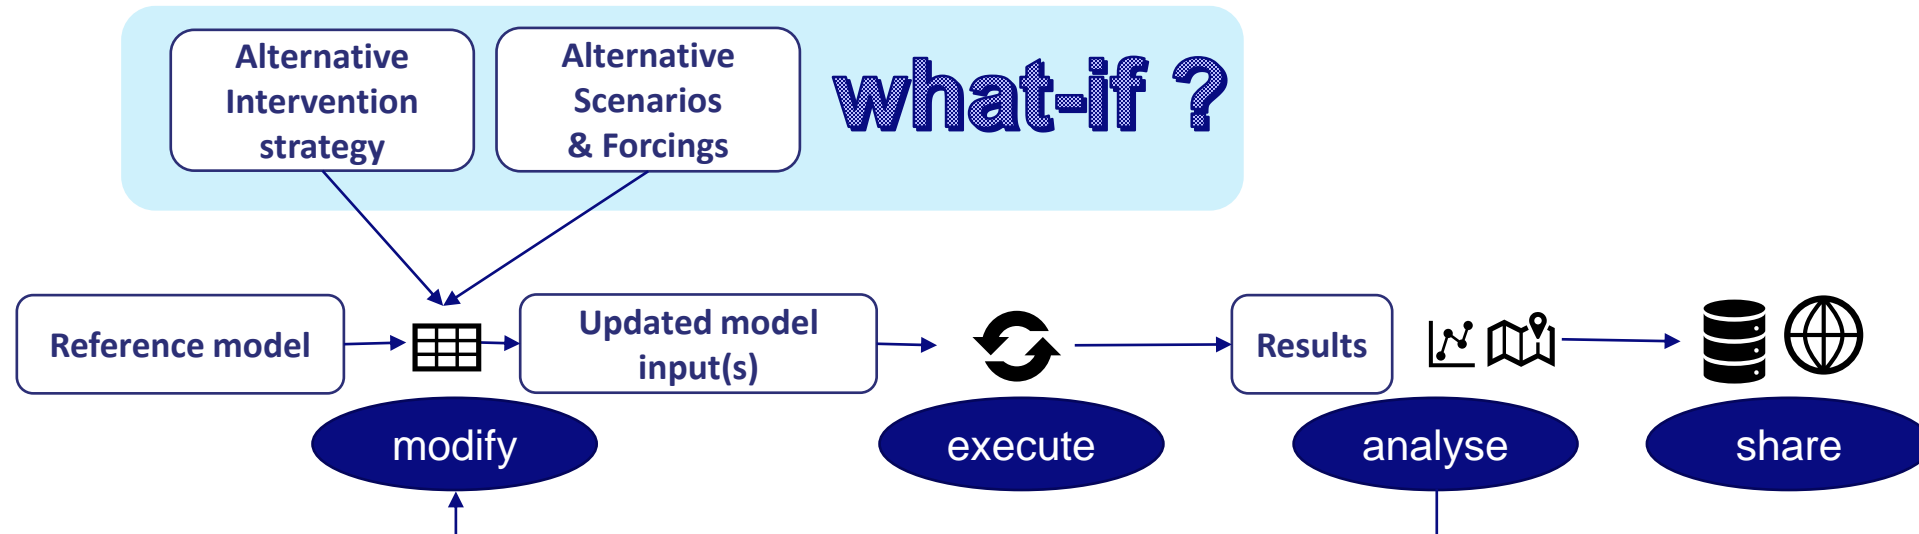 Alternative
Intervention
strategy
Alternative
Scenarios
& Forcings
what-if ?
Reference model
Updated model
input(s)
Results
modify
execute
analyse
share